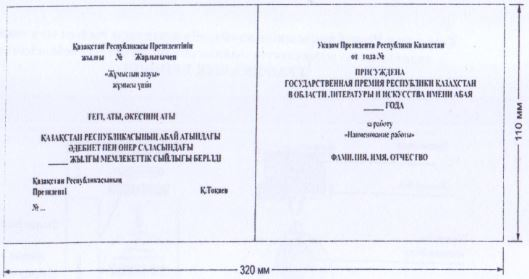 Қазақстан Республикасы Президентінің
жылғы № Жарлығымен
«Жұмыстың атауы»
жұмысы үшін
ТЕГІ, АТЫ, ӘКЕСІНІҢ АТЫ
ҚАЗАҚСТАН РЕСПУБЛИКАСЫНЫҢ АБАЙ АТЫНДАҒЫ
ӘДЕБИЕТ ПЕН ӨНЕР САЛАСЫНДАҒЫ
_____ ЖЫЛҒЫ МЕМЛЕКЕТТІК СЫЙЛЫҒЫ БЕРІЛДІ
Қазақстан Республикасының
Президенті Қ.Тоқаев
№ ...
Указом Президента Республики Казахстан
от года №
ПРИСУЖДЕНА
ГОСУДАРСТВЕННАЯ ПРЕМИЯ РЕСПУБЛИКИ КАЗАХСТАН
В ОБЛАСТИ ЛИТЕРАТУРЫ И ИСКУССТВА ИМЕНИ АБАЯ
_____ ГОДА
за работу
«Наименование работы»
ФАМИЛИЯ, ИМЯ, ОТЧЕСТВО
110 мм
320 мм